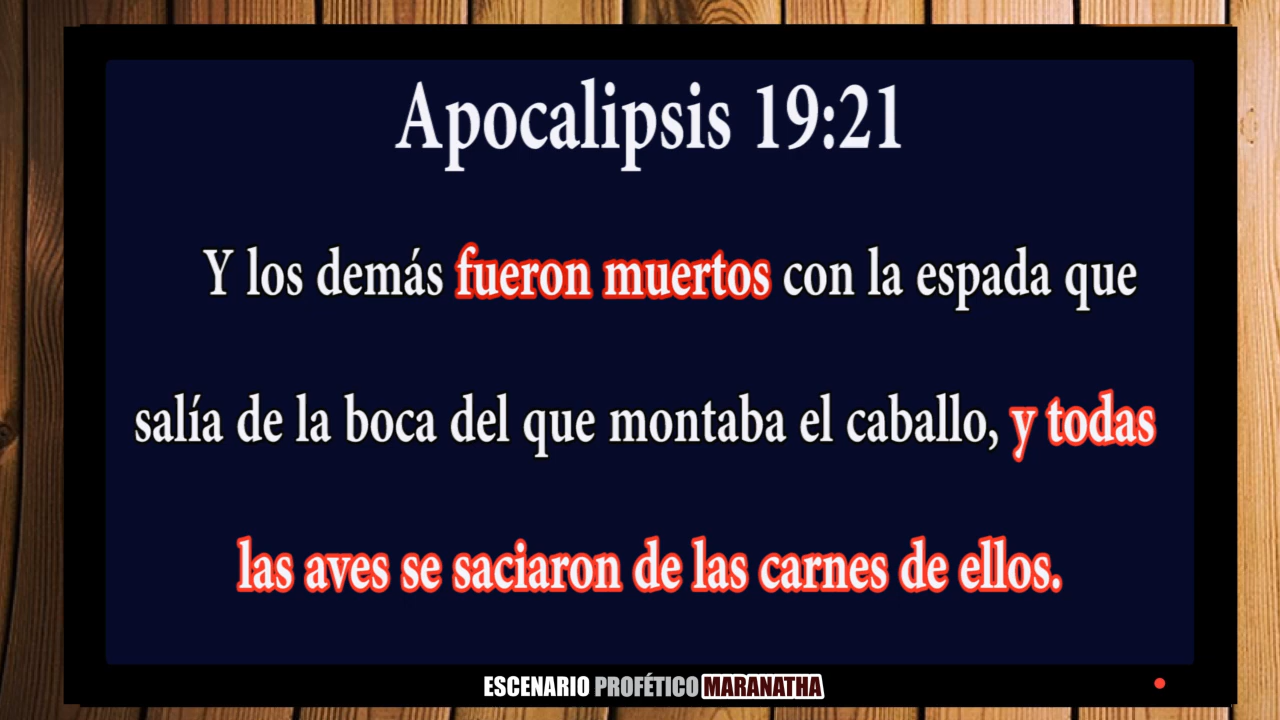 Apocalipsis 19:21
Y los demás fueron muertos con la espada que
salía de la boca del que montaba el caballo, y todas
las aves se saciaron de las carnes de ellos.
ESCENARIO PROFÉTICO MARANATHA